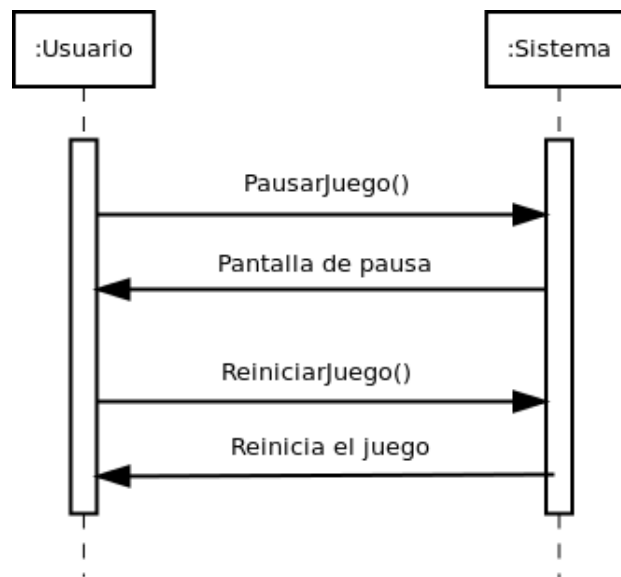 :Usuario
:Sistema
PausarJuego()
Pantalla de pausa
ReiniciarJuego()
Reinicia el juego